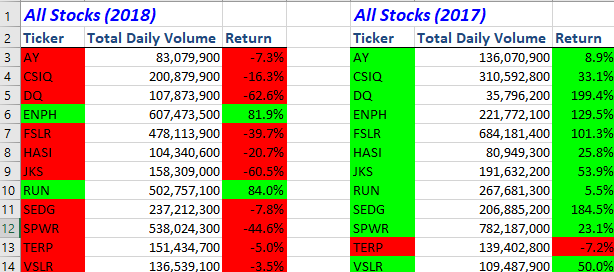 1 All Stocks (2018) All Stocks (2017)
2 Ticker Total Daily Volume Return Ticker Total Daily Volume Return
3 AY 83,079,900 -7.3% AY 136,070,900 8.9%
4 CSIQ 200,879,900 -16.3% CSIQ 310,592,800 33.1%
5 DQ 107,873,900 -62.6% DQ 35,796,200 199.4%
6 ENPH 607,473,500 81.9% ENPH 221,772,100 129.5%
7 FSLR 478,113,900 -39.7% FSLR 684,181,400 101.3%
8 HASI 104,340,600 -20.7% HASI 80,949,300 25.8%
9 JKS 158,309,000 -60.5% JKS 191,632,200 53.9%
10 RUN 502,757,100 84.0% RUN 267,681,300 5.5%
11 SEDG 237,212,300 -7.8% SEDG 206,885,200 184.5%
12 SPWR 538,024,300 -44.6% SPWR 782,187,000 23.1%
13 TERP 151,434,700 -5.0% TERP 139,402,800 -7.2%
14 VSLR 136,539,100 -3.5% VSLR 109,487,900 50.0%